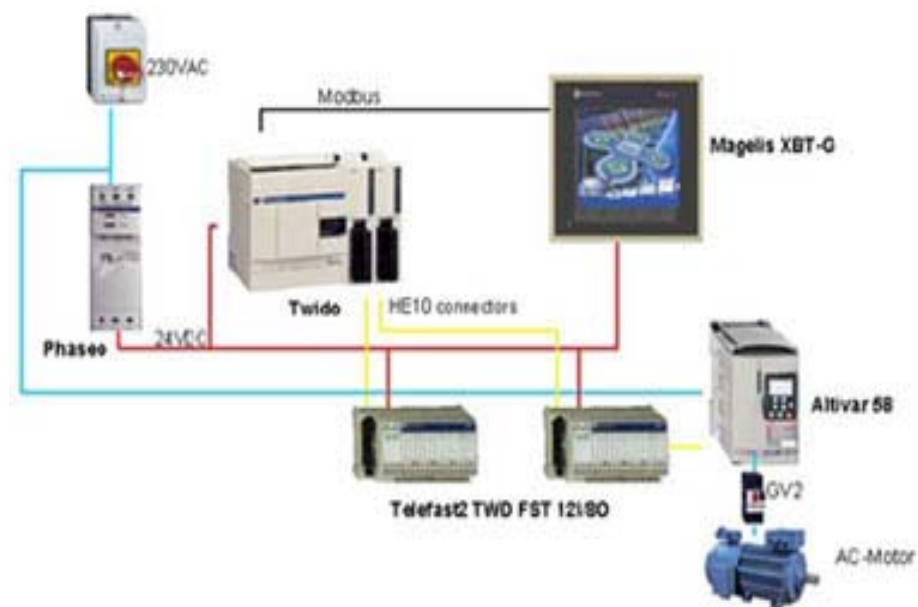 230VAC
Modbus
Magelis XBT-G
Twido
HE10 connectors
24VDC
Phaseo
Altivar 58
Telefast2 TWD FST 12I/8O
GV2
AC-Motor